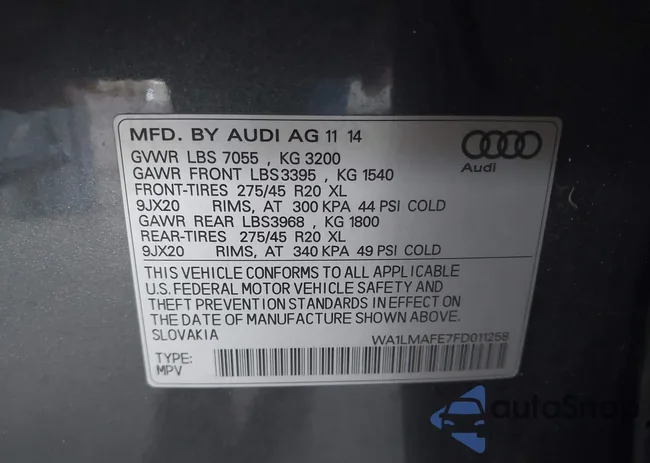 MFD. BY AUDI AG 11 14
GVWR LBS 7055 , KG 3200
GAWR FRONT LBS3395 , KG 1540
FRONT-TIRES 275/45 R20 XL
9JX20 RIMS, AT 300 KPA 44 PSI COLD
GAWR REAR LBS3968 , KG 1800
REAR-TIRES 275/45 R20 XL
9JX20 RIMS, AT 340 KPA 49 PSI COLD
Audi
THIS VEHICLE CONFORMS TO ALL APPLICABLE
U.S. FEDERAL MOTOR VEHICLE SAFETY AND
THEFT PREVENTION STANDARDS IN EFFECT ON
THE DATE OF MANUFACTURE SHOWN ABOVE.
SLOVAKIA
WA1LMAFE7FD011258
TYPE:
MPV
autoSnap